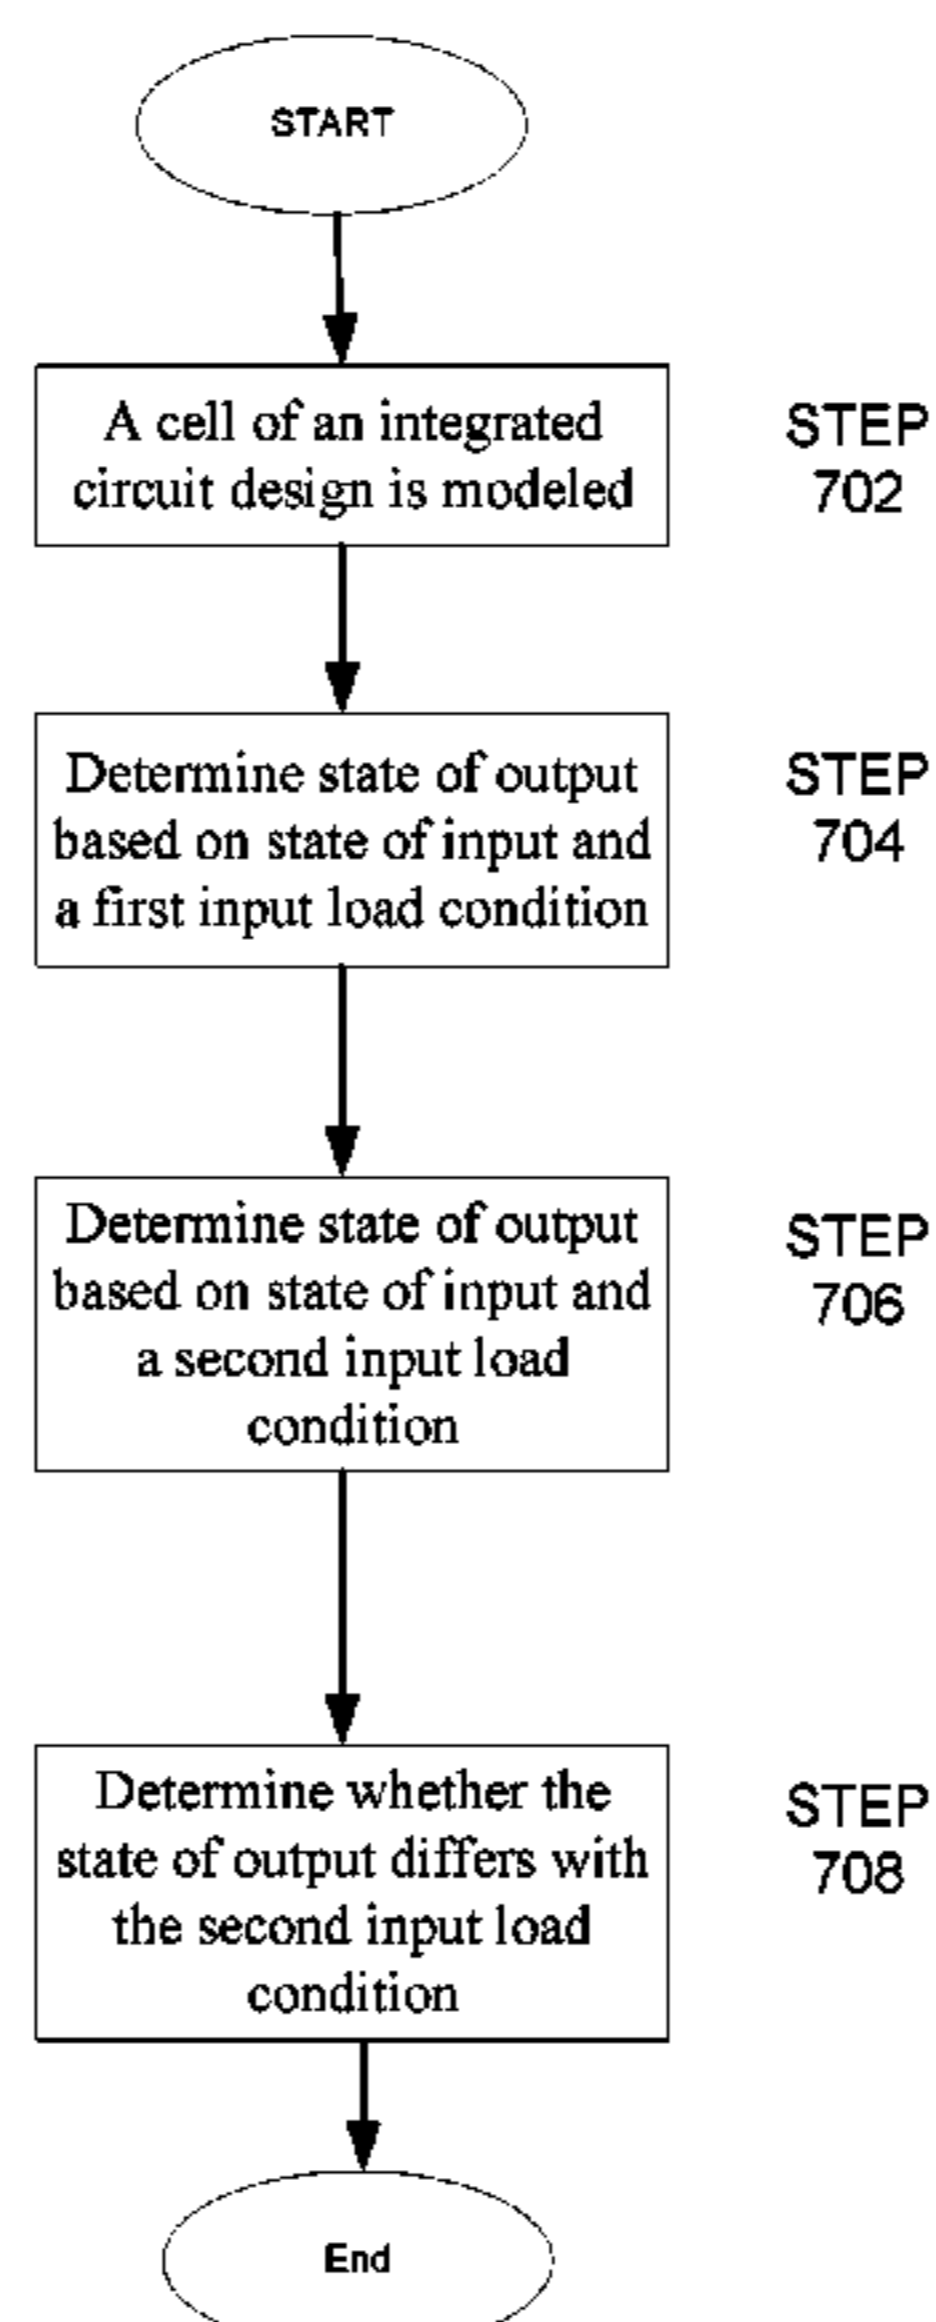 START
A cell of an integrated
circuit design is modeled
STEP
702
Determine state of output
based on state of input and
a first input load condition
STEP
704
Determine state of output
based on state of input and
a second input load
condition
STEP
706
Determine whether the
state of output differs with
the second input load
condition
STEP
708
End